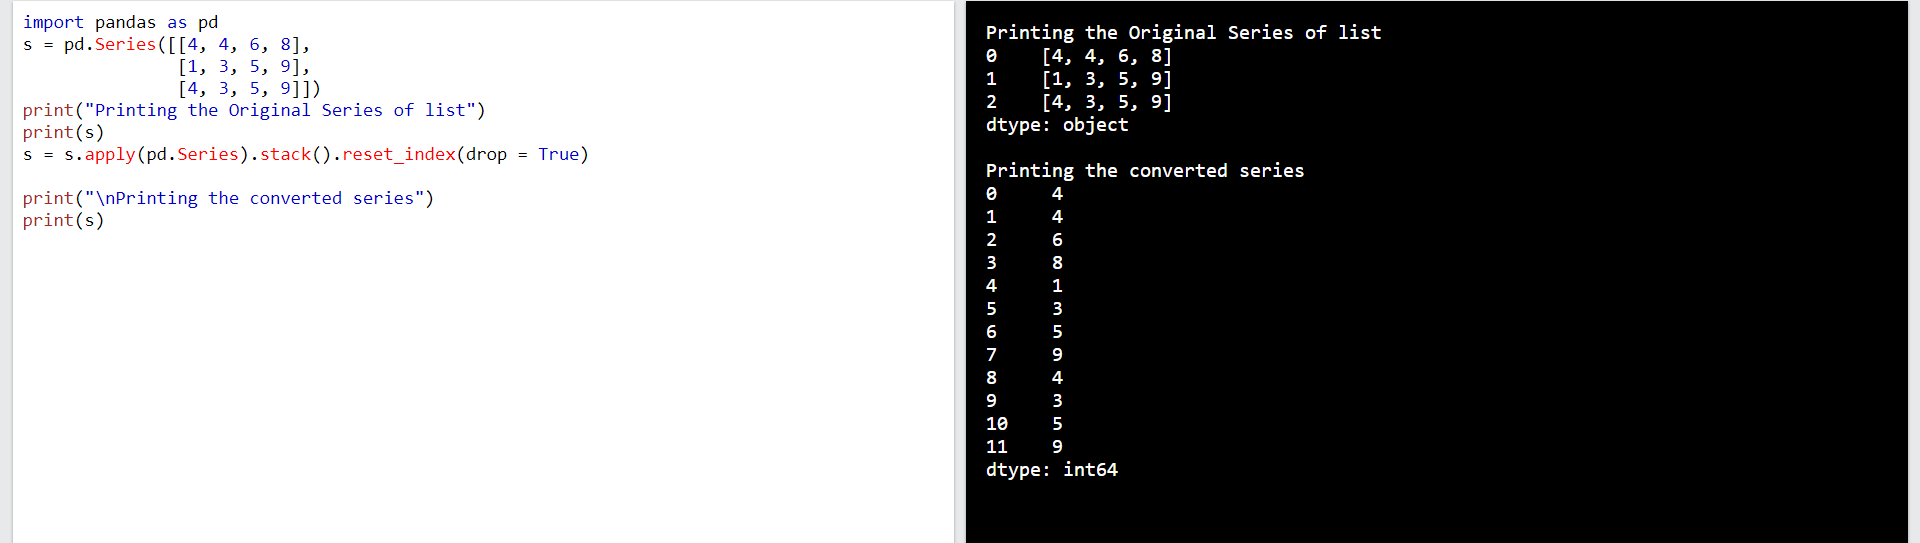 import pandas as pd
s = pd.Series([[4, 4, 6, 8],
               [1, 3, 5, 9],
               [4, 3, 5, 9]])
print("Printing the Original Series of list")
print(s)
s = s.apply(pd.Series).stack().reset_index(drop = True)

print("\nPrinting the converted series")
print(s)
Printing the Original Series of list
0    [4, 4, 6, 8]
1    [1, 3, 5, 9]
2    [4, 3, 5, 9]
dtype: object

Printing the converted series
0     4
1     4
2     6
3     8
4     1
5     3
6     5
7     9
8     4
9     3
10    5
11    9
dtype: int64